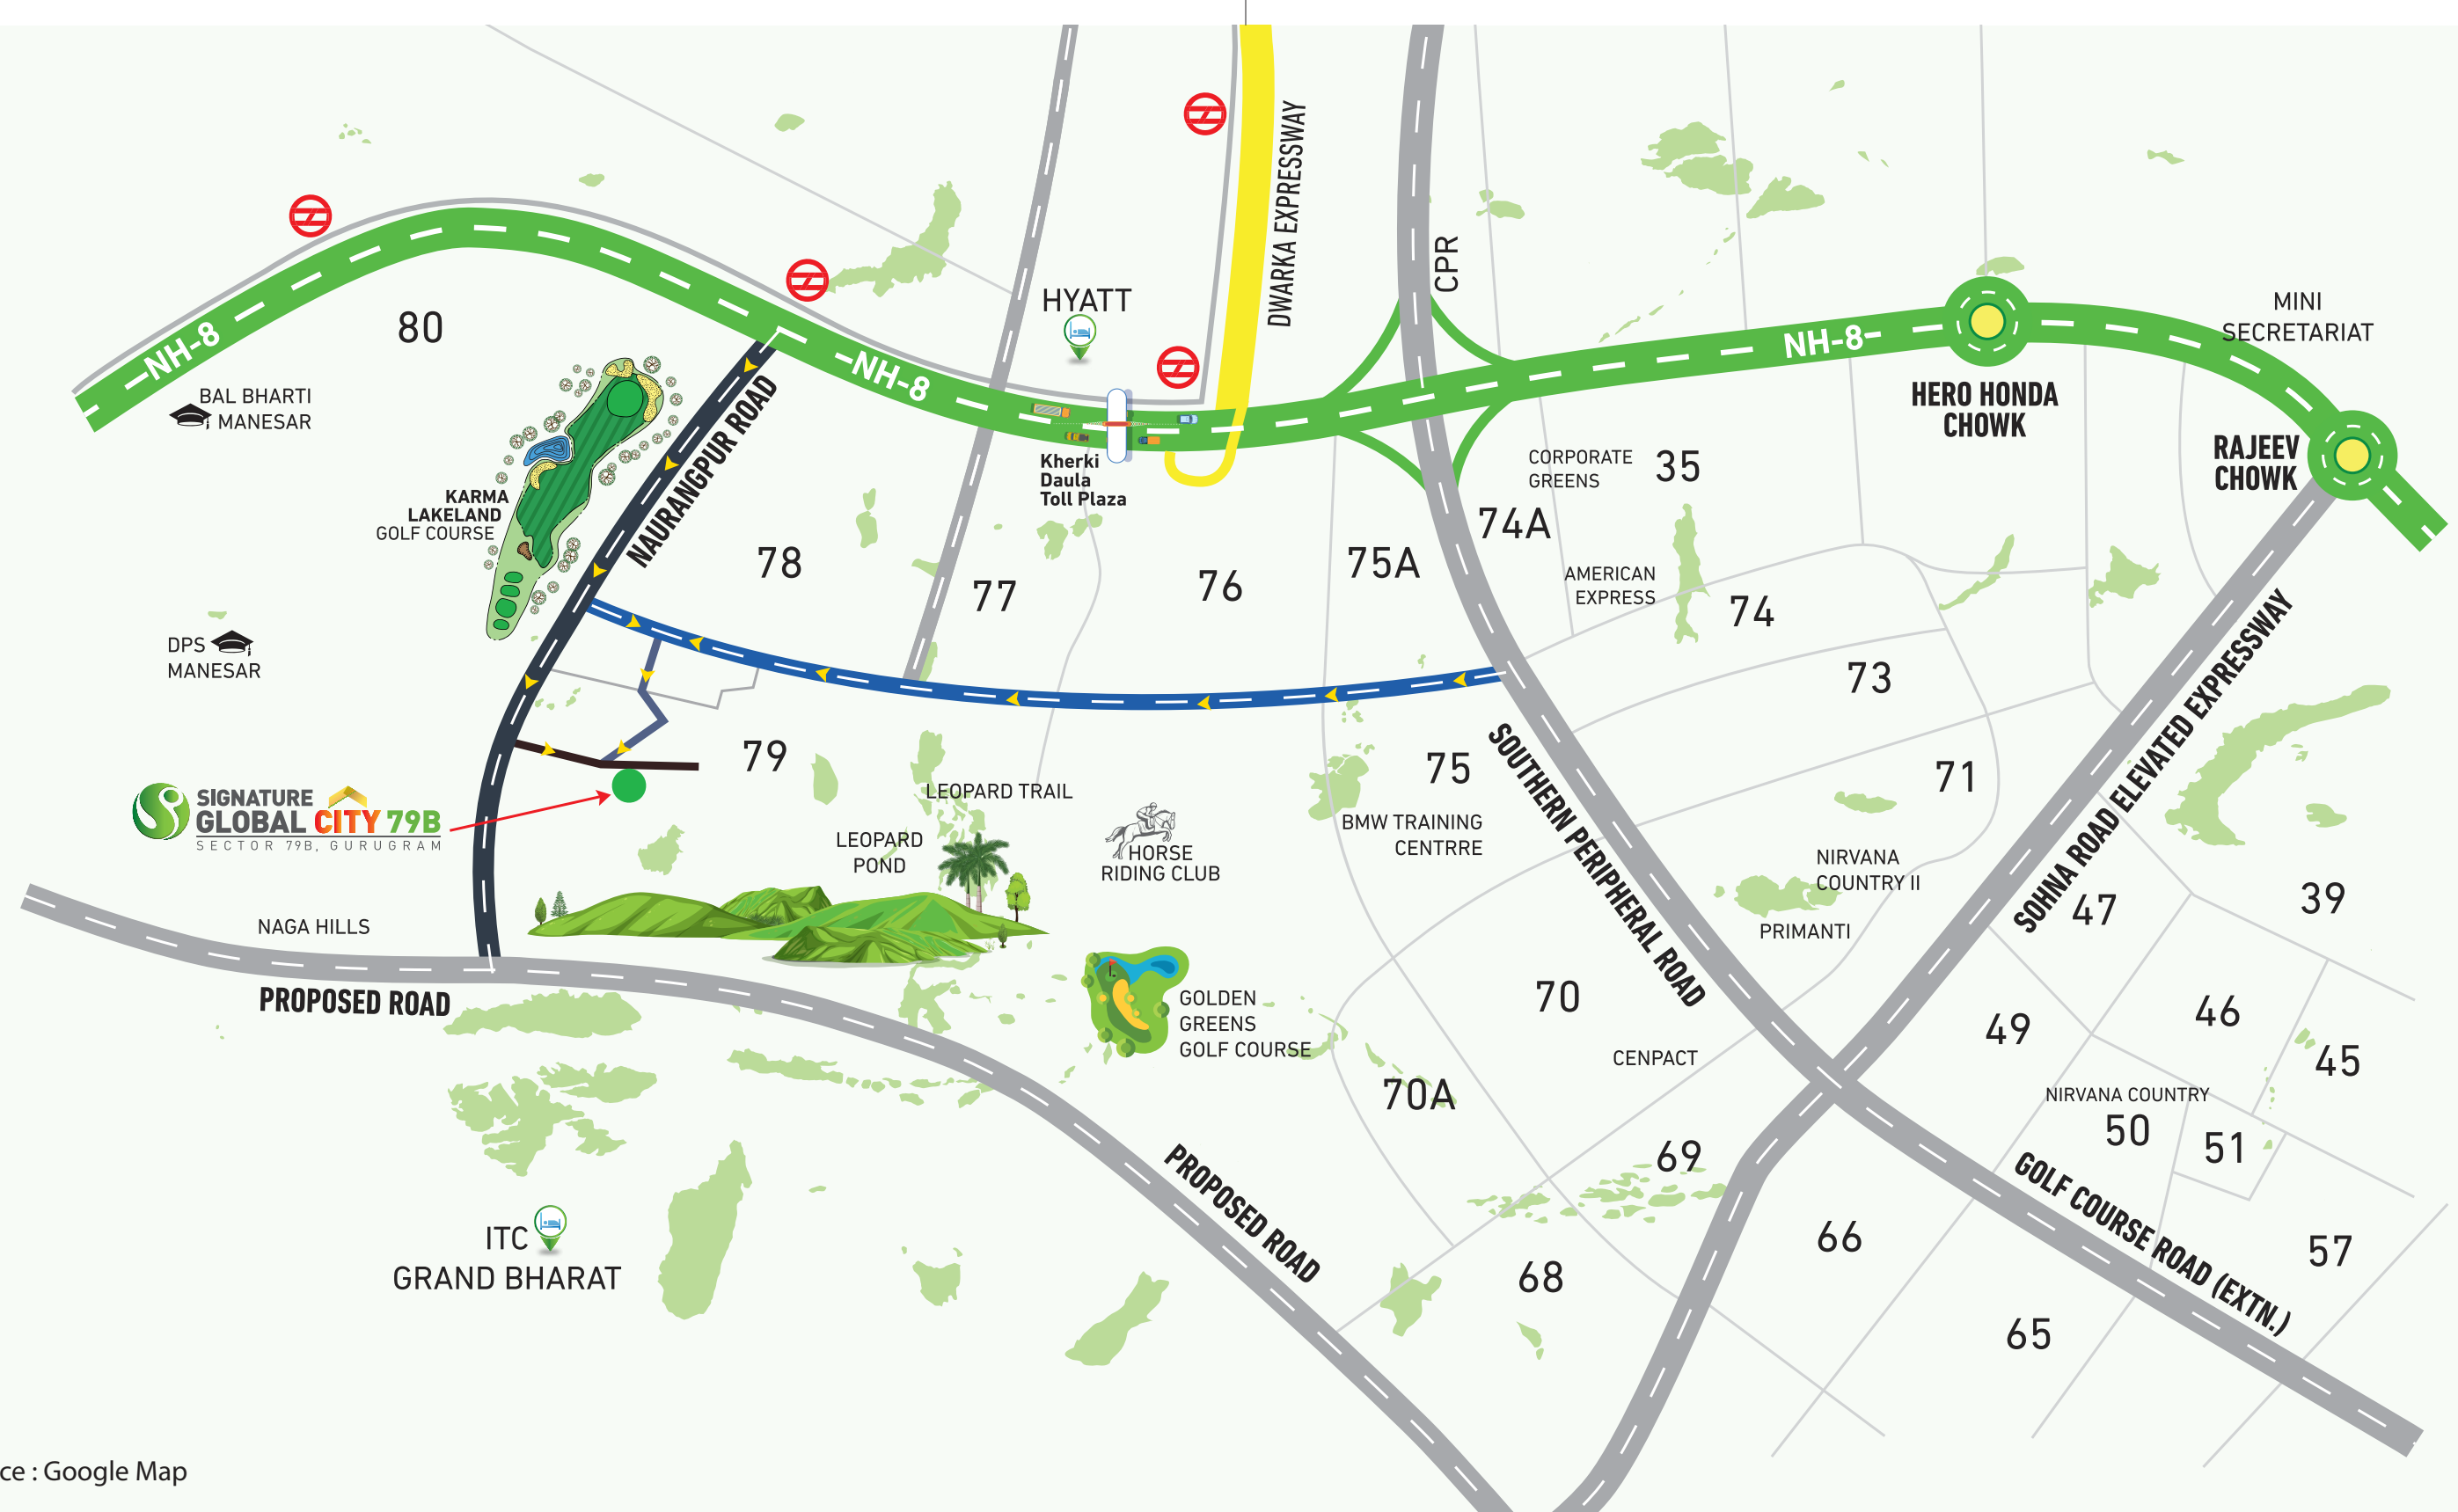 DWARKA EXPRESSWAY
CPR
HYATT
MINI
SECRETARIAT
80
NH-8
NH-8
NH-8
BAL BHARTI
MANESAR
NAURANGPUR ROAD
HERO HONDA
CHOWK
RAJEEV
CHOWK
KARMA
LAKELAND
GOLF COURSE
Kherki
Daula
Toll Plaza
CORPORATE
GREENS
35
74A
78
77
76
75A
AMERICAN
EXPRESS
74
DPS
MANESAR
73
SOHNA ROAD ELEVATED EXPRESSWAY
79
75
71
SOUTHERN PERIPHERAL ROAD
SIGNATURE
GLOBAL CITY 79B
SECTOR 79B, GURUGRAM
LEOPARD TRAIL
LEOPARD
POND
HORSE
RIDING CLUB
BMW TRAINING
CENTRRE
NIRVANA
COUNTRY II
PRIMANTI
47
39
NAGA HILLS
PROPOSED ROAD
GOLDEN
GREENS
GOLF COURSE
70
49
46
45
CENPACT
70A
NIRVANA COUNTRY
50
51
69
PROPOSED ROAD
GOLF COURSE ROAD (EXTN.)
ITC
GRAND BHARAT
68
66
57
65
ce : Google Map